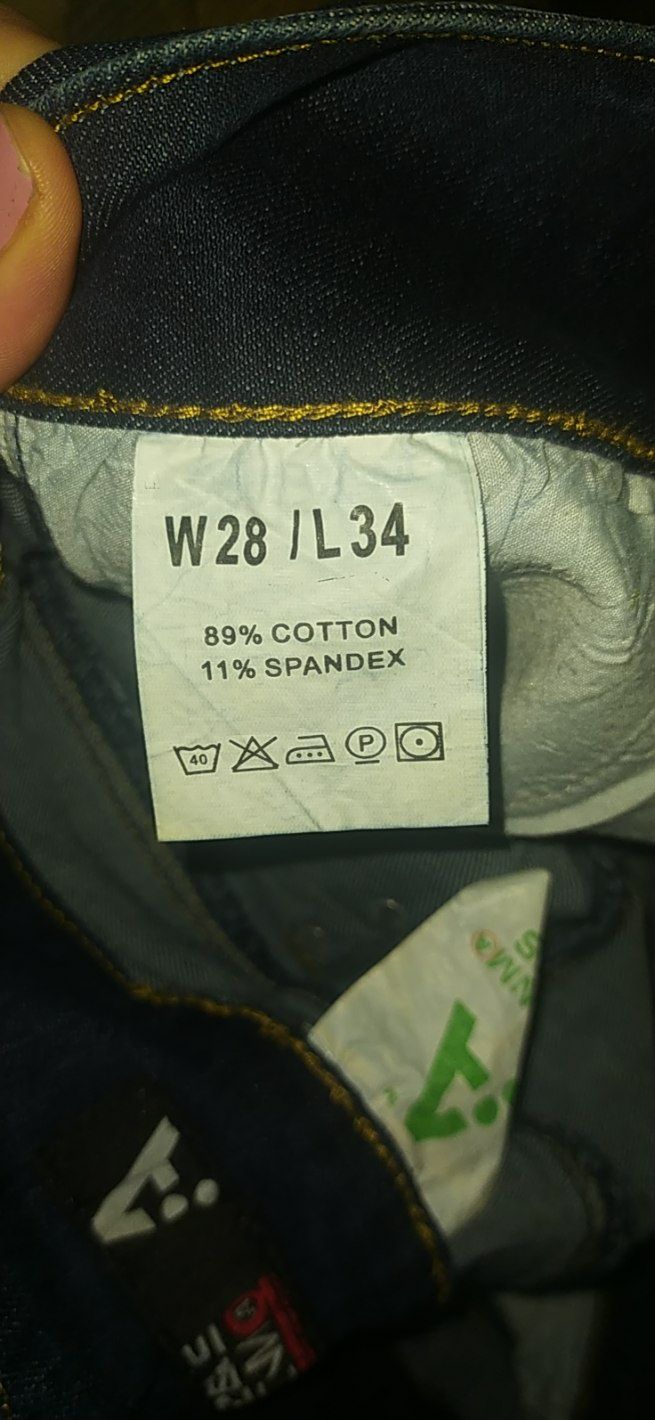 W28 / L34
89% COTTON
11% SPANDEX
40
P